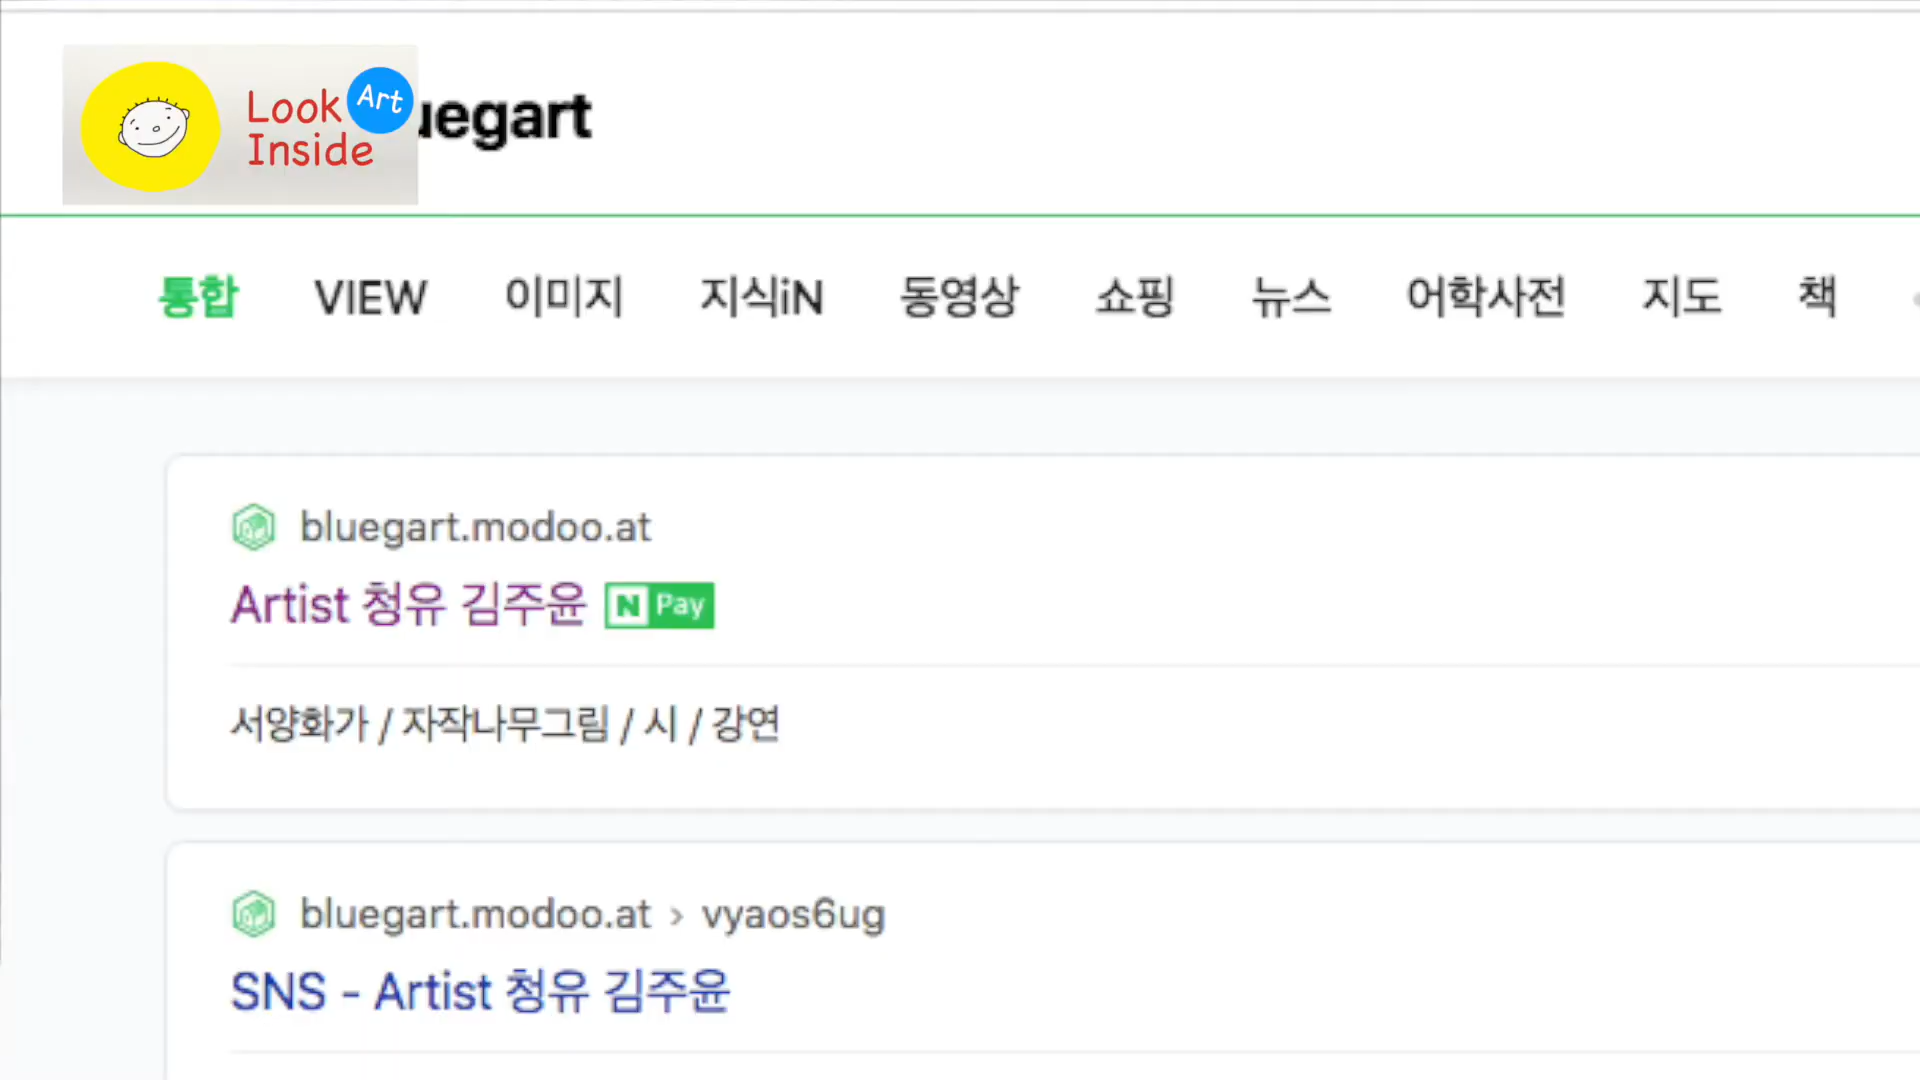 Look Art
Inside
uegart
통합 VIEW 이미지 지식iN 동영상 쇼핑 뉴스 어학사전 지도 책
bluegart.modoo.at
Artist 청유 김주윤 N Pay
서양화가 / 자작나무그림 / 시 / 강연
bluegart.modoo.at › vyaos6ug
SNS - Artist 청유 김주윤